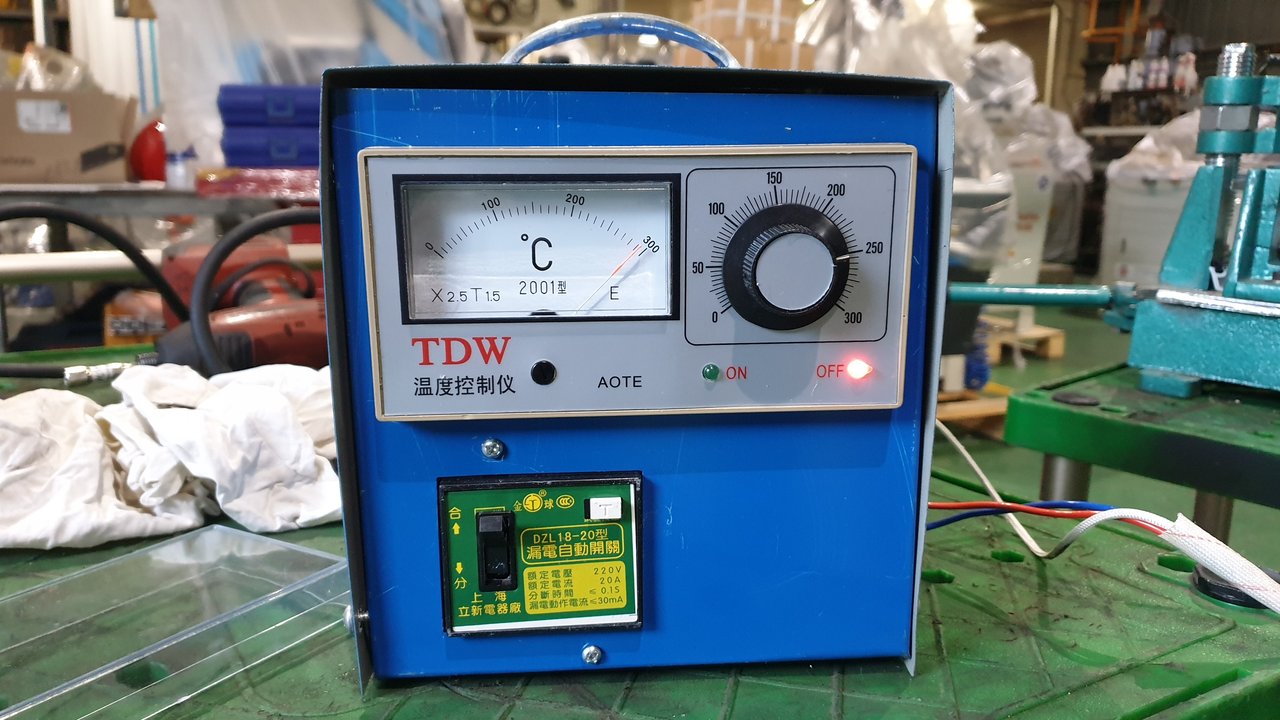 0 100 200 300
℃
X 2.5 T 1.5 2001型 E
0 50 100 150 200 250 300
TDW
温度控制仪
AOTE
ON
OFF
金 球
T
合
分
DZL18-20型
漏電自動開關
額定電壓 220V
額定電流 20A
分斷時間 ≤ 0.1S
漏電動作電流 ≤30mA
上海
立新電器廠